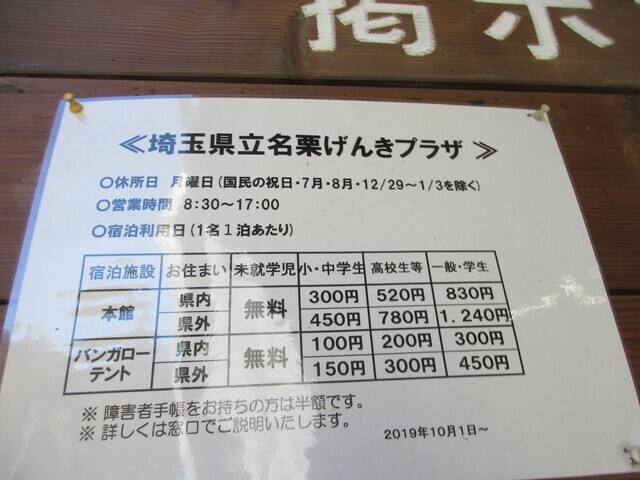 掲示
≪埼玉県立名栗げんきプラザ≫
○休所日 月曜日(国民の祝日・7月・8月・12/29～1/3を除く)
○営業時間 8:30～17:00
○宿泊利用日(1名1泊あたり)
宿泊施設 お住まい 未就学児 小・中学生 高校生等 一般・学生
本館 県内 無料 300円 520円 830円
県外 450円 780円 1.240円
バンガロー テント 県内 無料 100円 200円 300円
県外 150円 300円 450円
※ 障害者手帳をお持ちの方は半額です。
※ 詳しくは窓口でご説明いたします。
2019年10月1日～